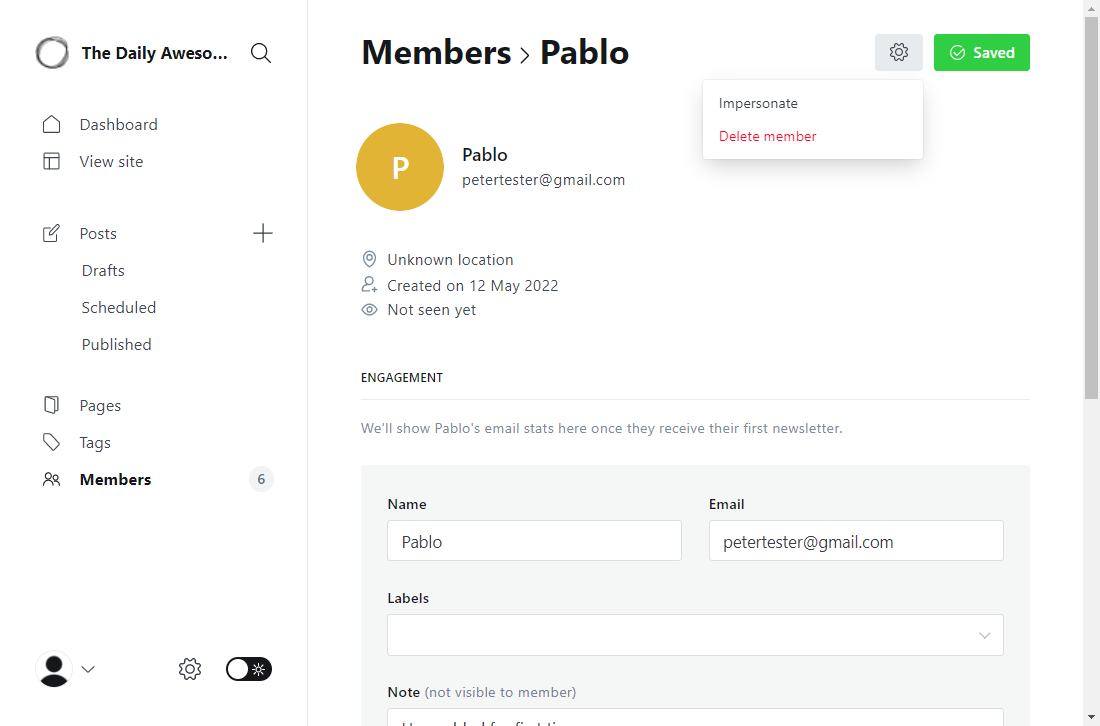 The Daily Aweso...
Dashboard
View site
Posts
Drafts
Scheduled
Published
Pages
Tags
Members
6
Members > Pablo
Saved
Impersonate
Delete member
P
Pablo
petertester@gmail.com
Unknown location
Created on 12 May 2022
Not seen yet
ENGAGEMENT
We'll show Pablo's email stats here once they receive their first newsletter.
Name
Email
Pablo
petertester@gmail.com
Labels
Note (not visible to member)